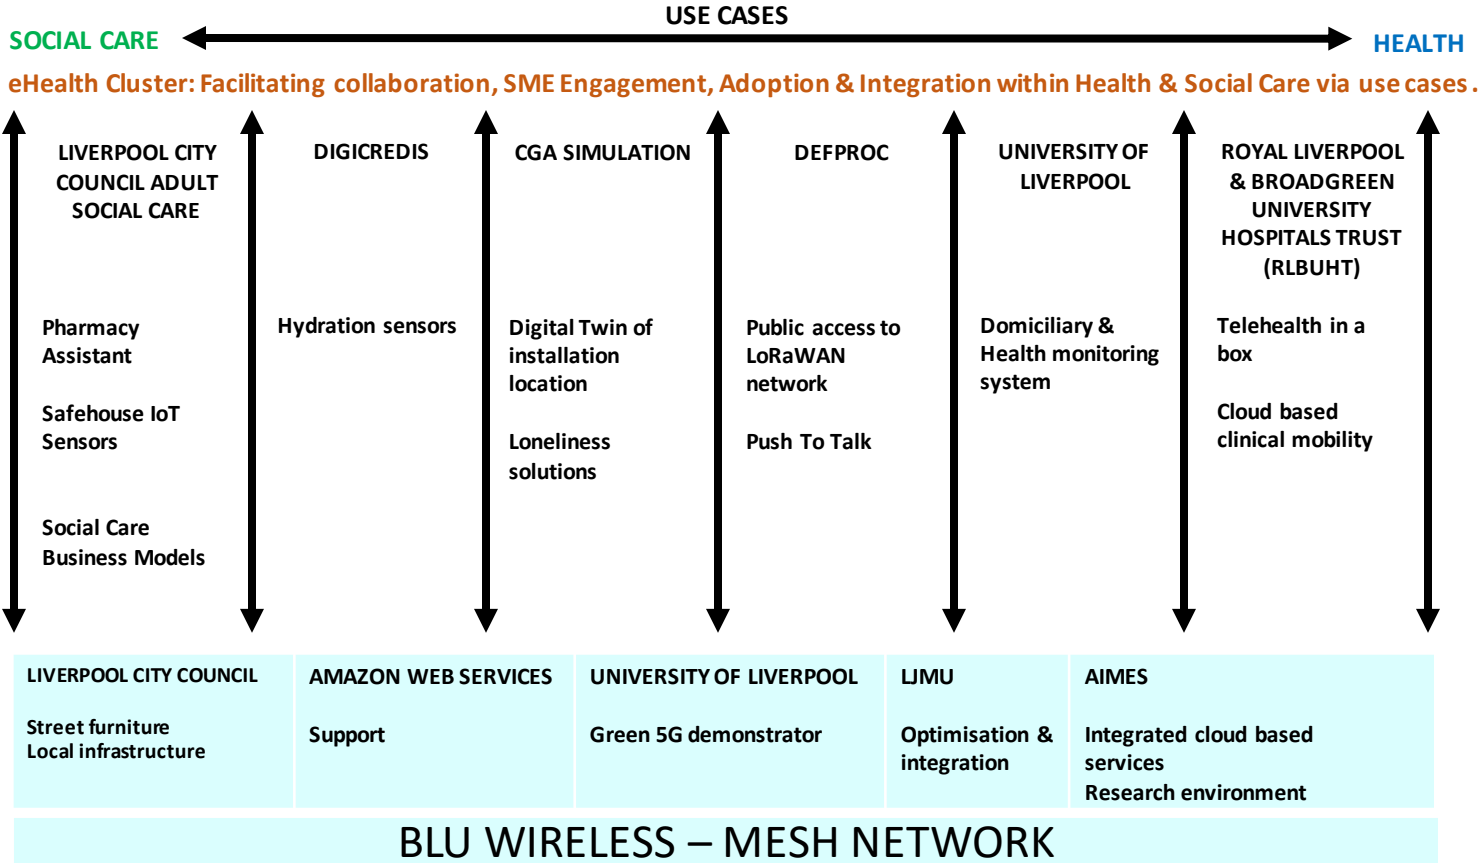 USE CASES
SOCIAL CARE
HEALTH
eHealth Cluster: Facilitating collaboration, SME Engagement, Adoption & Integration within Health & Social Care via use cases.
LIVERPOOL CITY
COUNCIL ADULT
SOCIAL CARE
Pharmacy
Assistant
Safehouse IoT
Sensors
Social Care
Business Models
DIGICREDIS
Hydration sensors
CGA SIMULATION
Digital Twin of
installation
location
Loneliness
solutions
DEFPROC
Public access to
LoRaWAN
network
Push To Talk
UNIVERSITY OF
LIVERPOOL
Domiciliary &
Health monitoring
system
ROYAL LIVERPOOL
& BROADGREEN
UNIVERSITY
HOSPITALS TRUST
(RLBUHT)
Telehealth in a
box
Cloud based
clinical mobility
LIVERPOOL CITY COUNCIL
Street furniture
Local infrastructure
AMAZON WEB SERVICES
Support
UNIVERSITY OF LIVERPOOL
Green 5G demonstrator
LJMU
Optimisation &
integration
AIMES
Integrated cloud based
services
Research environment
BLU WIRELESS – MESH NETWORK